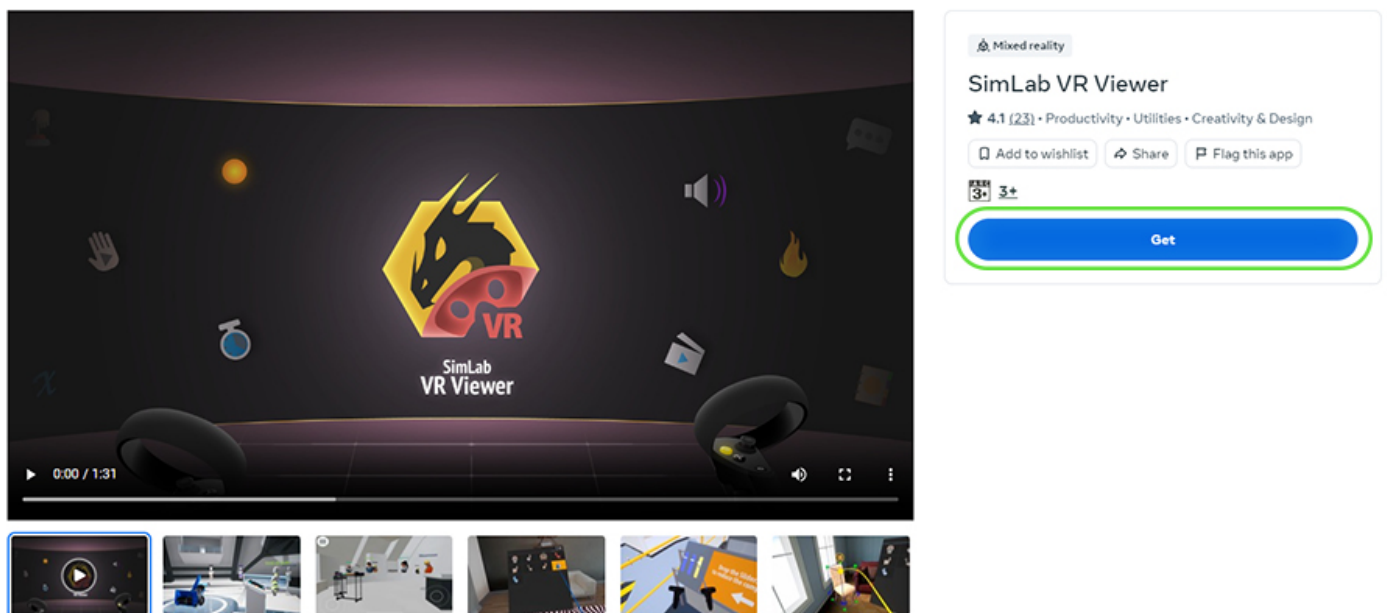 Mixed reality
SimLab VR Viewer
4.1 (23) • Productivity • Utilities • Creativity & Design
Add to wishlist
Share
Flag this app
3+
3+
Get
VR
SimLab
VR Viewer
0:00 / 1:31